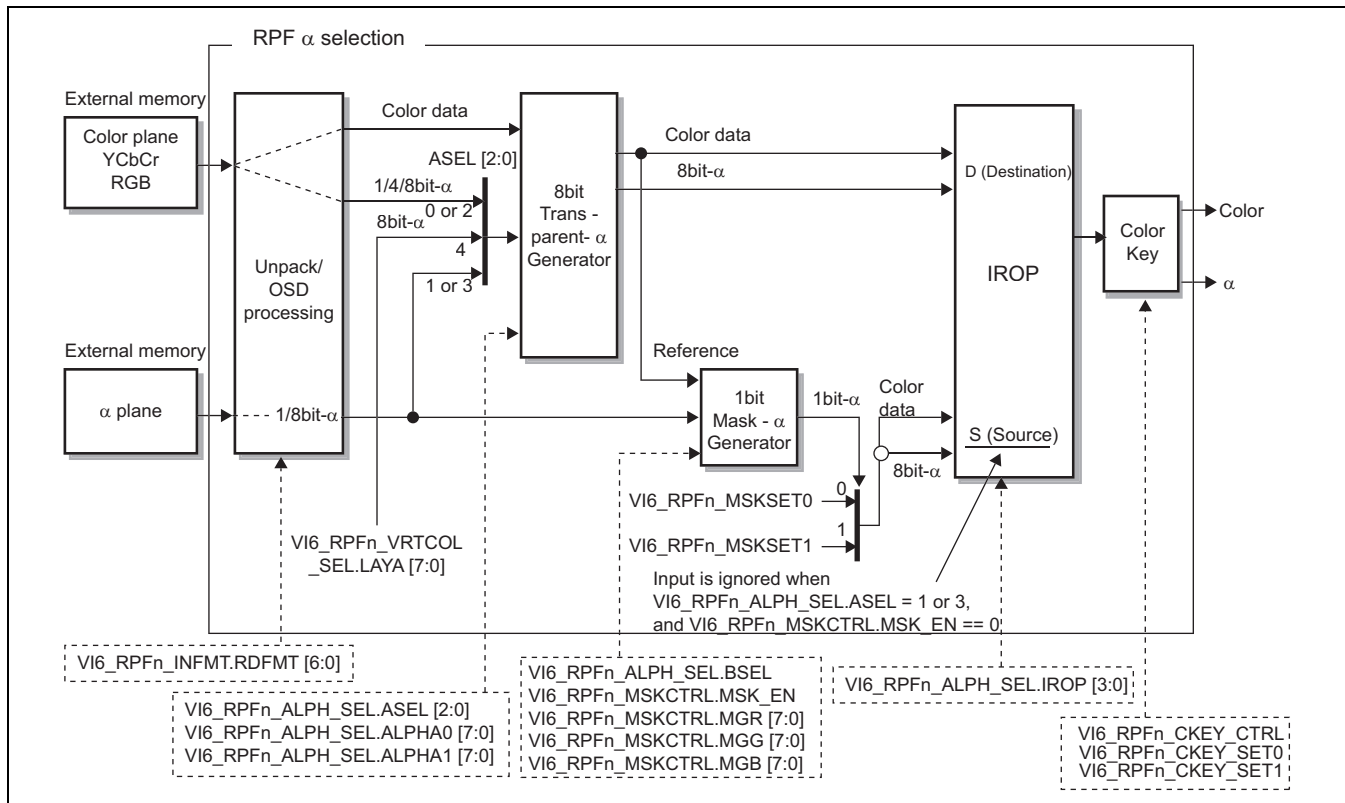 RPF α selection
External memory
Color plane
YCbCr
RGB
External memory
α plane
Unpack/
OSD
processing
1/8bit-α
Color data
ASEL [2:0]
1/4/8bit-α
0 or 2
8bit-α
4
1 or 3
8bit
Trans -
parent- α
Generator
Color data
8bit-α
Reference
1bit
Mask - α
Generator
1bit-α
Color
data
8bit-α
D (Destination)
IROP
S (Source)
Color
Key
Color
α
0
VI6_RPFn_MSKSET0
1
VI6_RPFn_MSKSET1
VI6_RPFn_VRTCOL
_SEL.LAYA [7:0]
Input is ignored when
VI6_RPFn_ALPH_SEL.ASEL = 1 or 3,
and VI6_RPFn_MSKCTRL.MSK_EN == 0
VI6_RPFn_INFMT.RDFMT [6:0]
VI6_RPFn_ALPH_SEL.ASEL [2:0]
VI6_RPFn_ALPH_SEL.ALPHA0 [7:0]
VI6_RPFn_ALPH_SEL.ALPHA1 [7:0]
VI6_RPFn_ALPH_SEL.BSEL
VI6_RPFn_MSKCTRL.MSK_EN
VI6_RPFn_MSKCTRL.MGR [7:0]
VI6_RPFn_MSKCTRL.MGG [7:0]
VI6_RPFn_MSKCTRL.MGB [7:0]
VI6_RPFn_ALPH_SEL.IROP [3:0]
VI6_RPFn_CKEY_CTRL
VI6_RPFn_CKEY_SET0
VI6_RPFn_CKEY_SET1